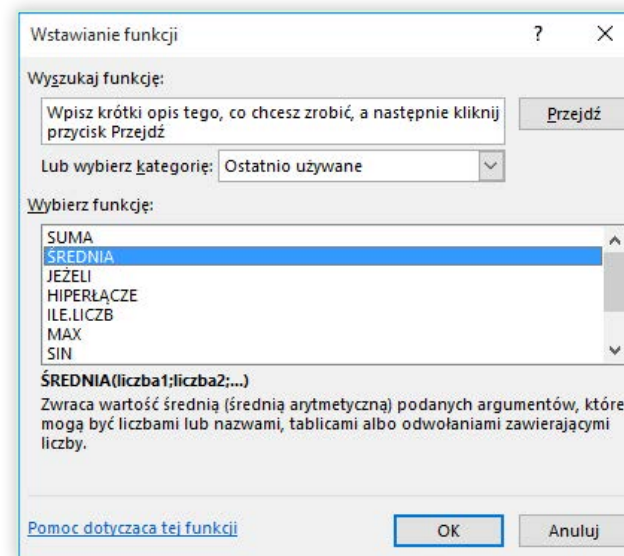 Wstawianie funkcji ? X
Wyszukaj funkcję:
Wpisz krótki opis tego, co chcesz zrobić, a następnie kliknij
przycisk Przejdź
Przejdź
Lub wybierz kategorię: Ostatnio używane
Wybierz funkcję:
SUMA
ŚREDNIA
JEŻELI
HIPERŁĄCZE
ILE.LICZB
MAX
SIN
ŚREDNIA(liczba1;liczba2;...)
Zwraca wartość średnią (średnią arytmetyczną) podanych argumentów, które
mogą być liczbami lub nazwami, tablicami albo odwołaniami zawierającymi
liczby.
Pomoc dotycząca tej funkcji
OK
Anuluj